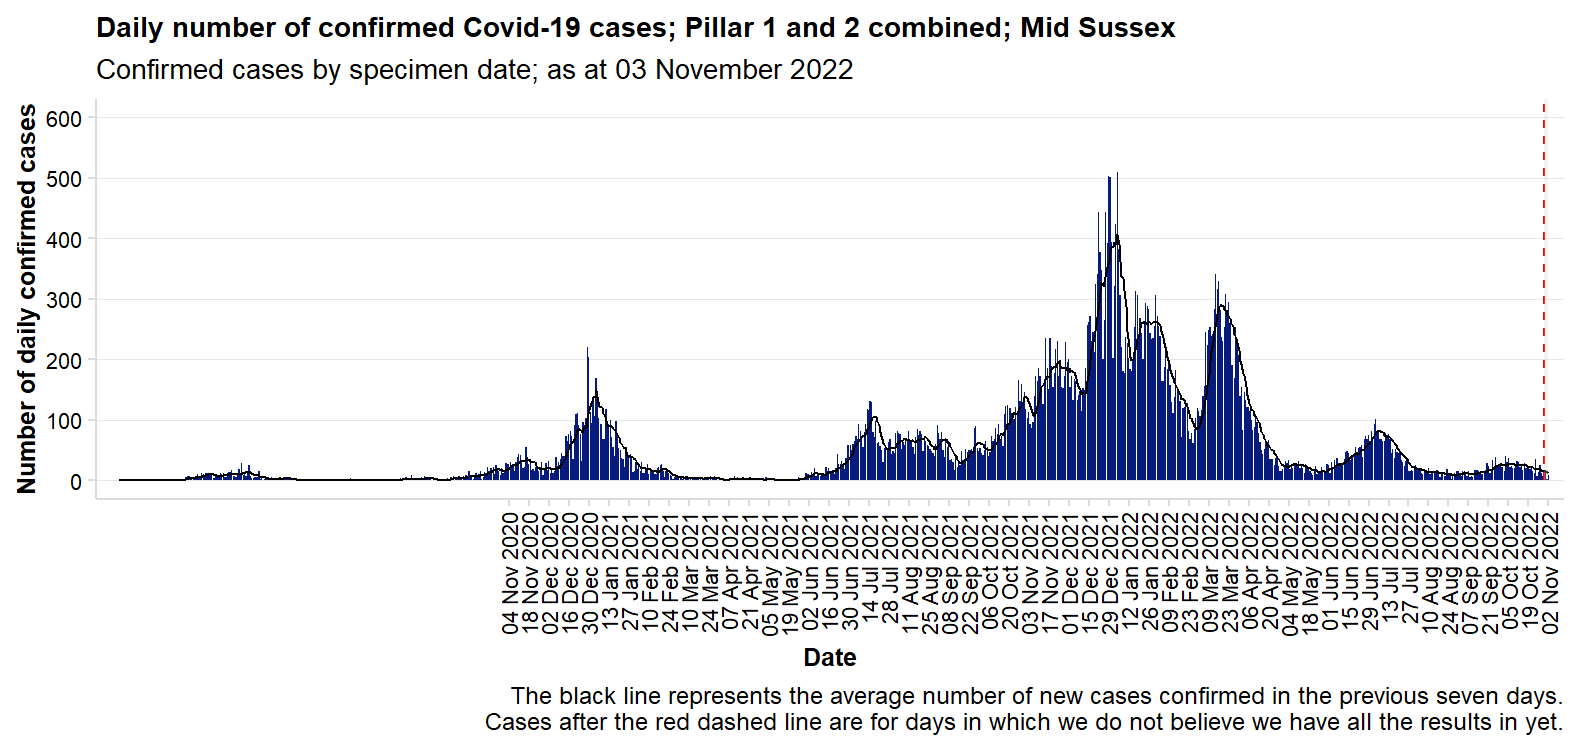 Daily number of confirmed Covid-19 cases; Pillar 1 and 2 combined; Mid Sussex
Confirmed cases by specimen date; as at 03 November 2022
Number of daily confirmed cases
600
500
400
300
200
100
0
04 Nov 2020
18 Nov 2020
02 Dec 2020
16 Dec 2020
30 Dec 2020
13 Jan 2021
27 Jan 2021
10 Feb 2021
24 Feb 2021
10 Mar 2021
24 Mar 2021
07 Apr 2021
21 Apr 2021
05 May 2021
19 May 2021
02 Jun 2021
16 Jun 2021
30 Jun 2021
14 Jul 2021
28 Jul 2021
11 Aug 2021
25 Aug 2021
08 Sep 2021
22 Sep 2021
06 Oct 2021
20 Oct 2021
03 Nov 2021
17 Nov 2021
01 Dec 2021
15 Dec 2021
29 Dec 2021
12 Jan 2022
26 Jan 2022
09 Feb 2022
23 Feb 2022
09 Mar 2022
23 Mar 2022
06 Apr 2022
20 Apr 2022
04 May 2022
18 May 2022
01 Jun 2022
15 Jun 2022
29 Jun 2022
13 Jul 2022
27 Jul 2022
10 Aug 2022
24 Aug 2022
07 Sep 2022
21 Sep 2022
05 Oct 2022
19 Oct 2022
02 Nov 2022
Date
The black line represents the average number of new cases confirmed in the previous seven days.
Cases after the red dashed line are for days in which we do not believe we have all the results in yet.